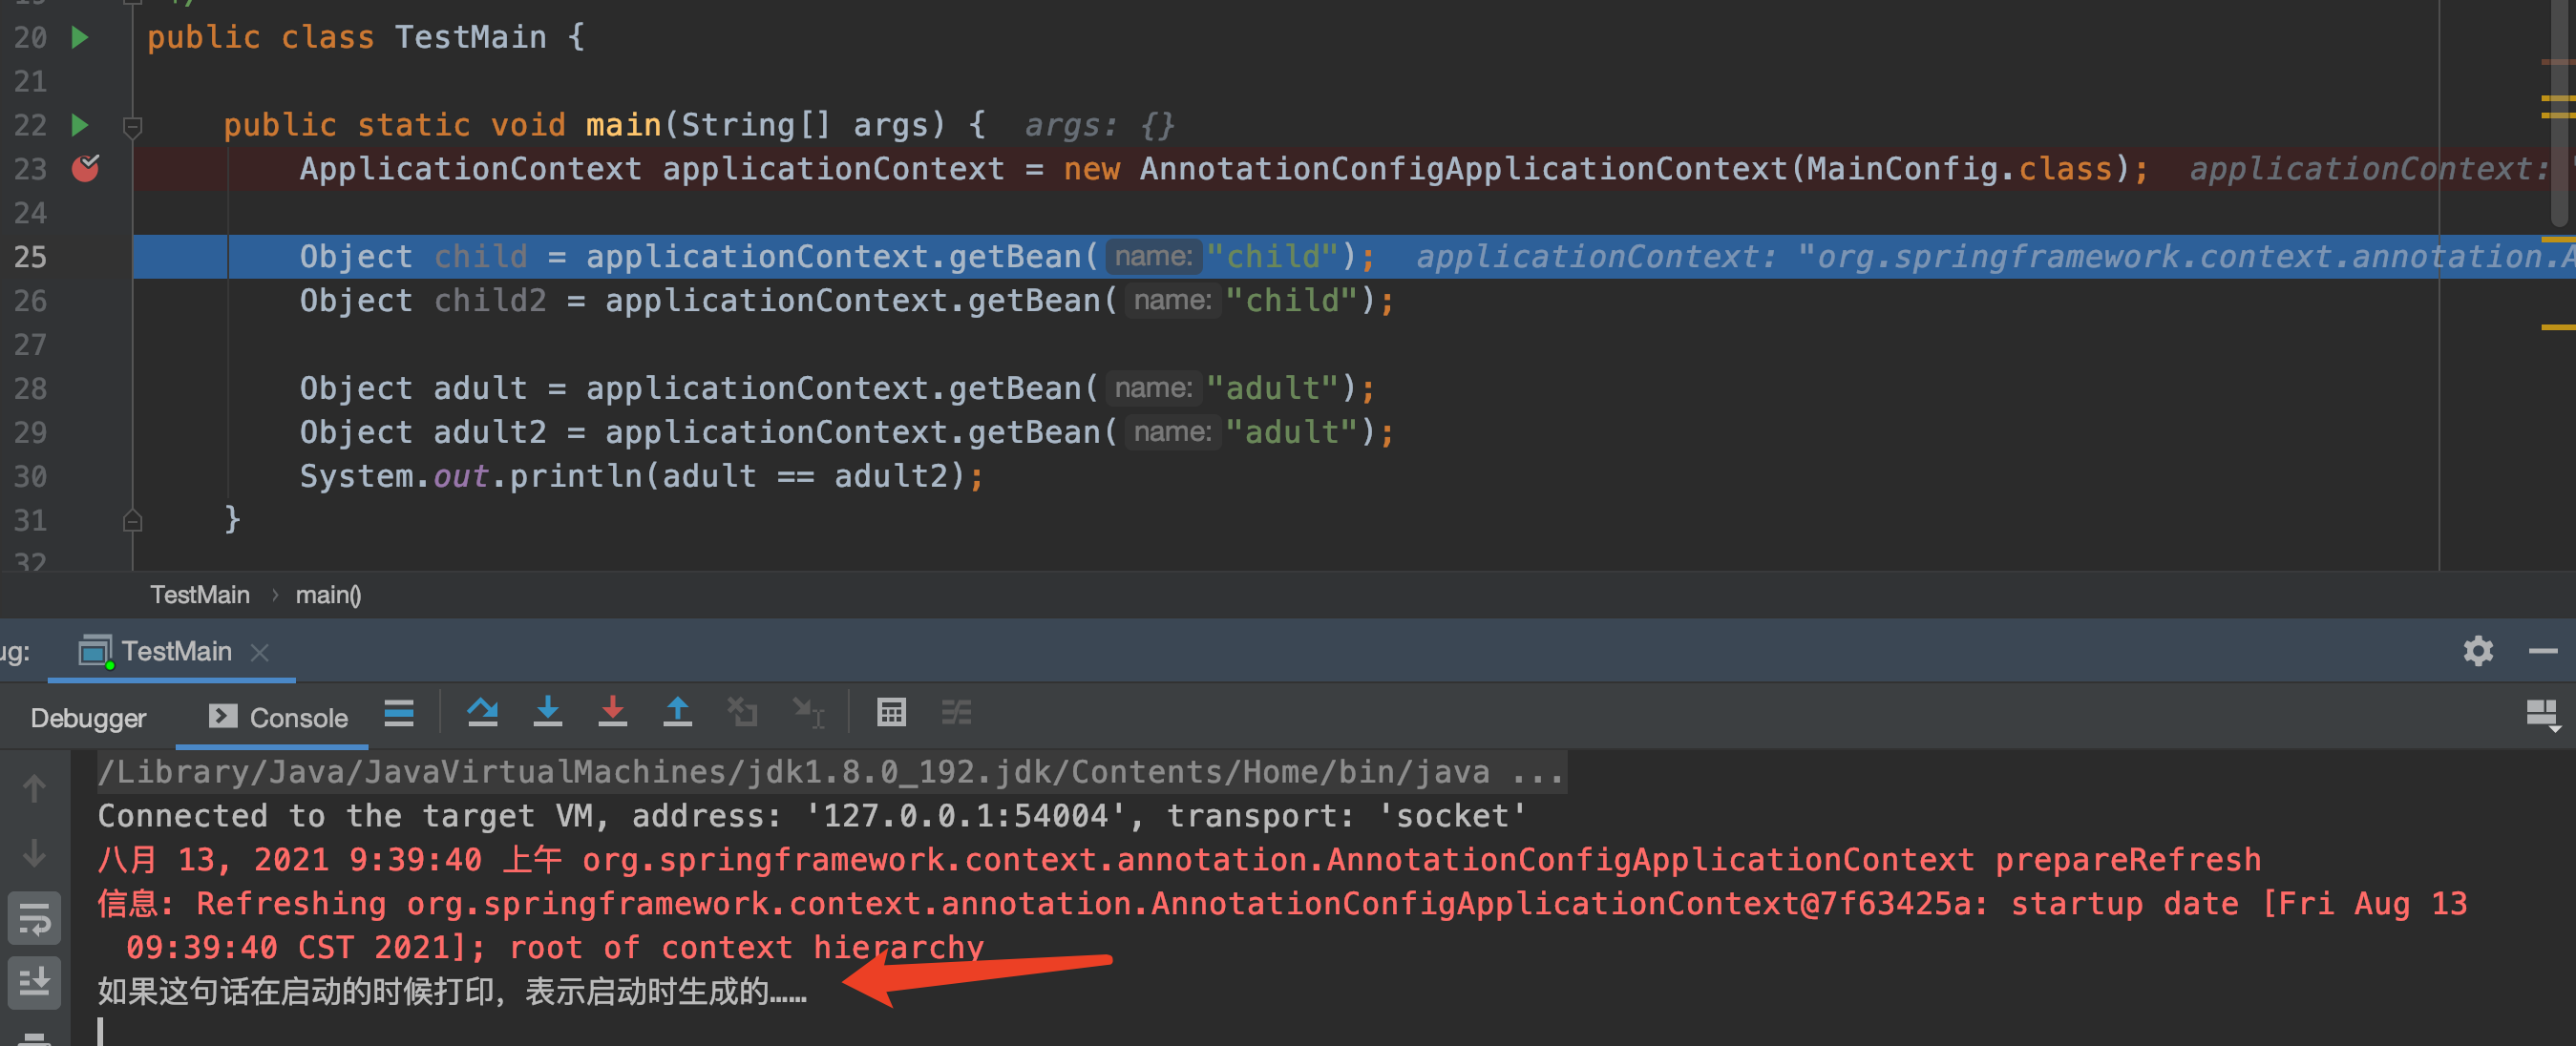 19 */
20 public class TestMain {
21
22 public static void main(String[] args) { args: {}
23 ApplicationContext applicationContext = new AnnotationConfigApplicationContext(MainConfig.class); applicationContext:
24
25 Object child = applicationContext.getBean( name: "child"); applicationContext: "org.springframework.context.annotation.A
26 Object child2 = applicationContext.getBean( name: "child");
27
28 Object adult = applicationContext.getBean( name: "adult");
29 Object adult2 = applicationContext.getBean( name: "adult");
30 System.out.println(adult == adult2);
31 }
32
TestMain › main()
ug: TestMain ×
Debugger Console
/Library/Java/JavaVirtualMachines/jdk1.8.0_192.jdk/Contents/Home/bin/java ...
Connected to the target VM, address: '127.0.0.1:54004', transport: 'socket'
八月 13, 2021 9:39:40 上午 org.springframework.context.annotation.AnnotationConfigApplicationContext prepareRefresh
信息: Refreshing org.springframework.context.annotation.AnnotationConfigApplicationContext@7f63425a: startup date [Fri Aug 13
09:39:40 CST 2021]; root of context hierarchy
如果这句话在启动的时候打印，表示启动时生成的……